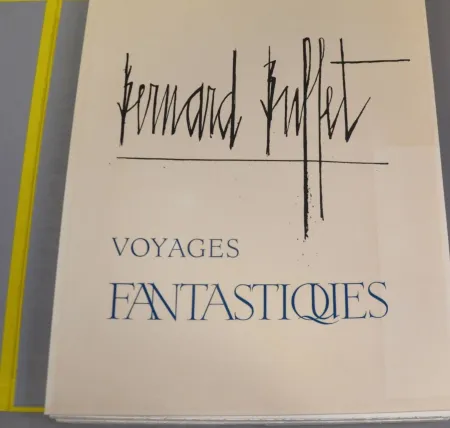 Bernard Buffet
VOYAGES
FANTASTIQUES